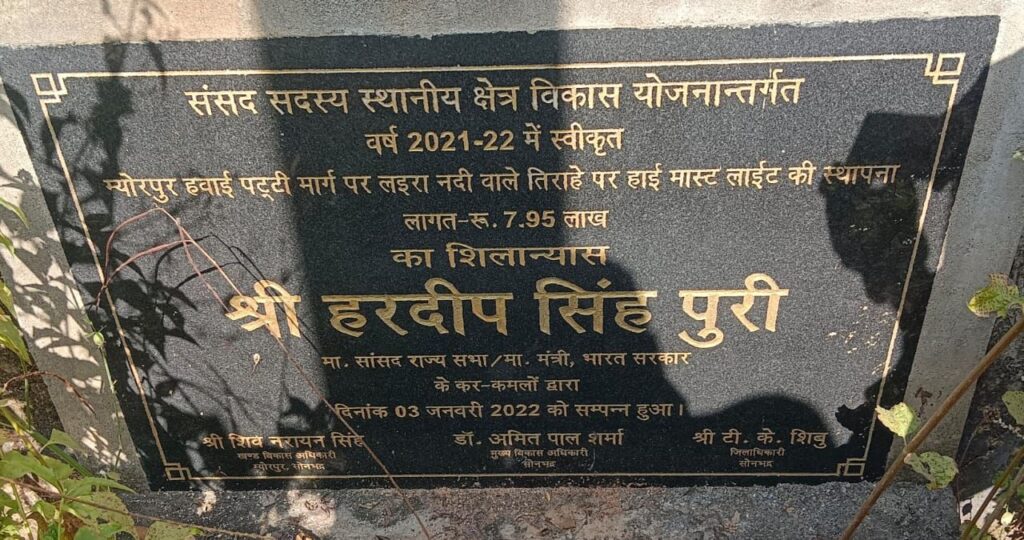 संसद सदस्य स्थानीय क्षेत्र विकास योजनान्तर्गत
वर्ष 2021-22 में स्वीकृत
म्योरपुर हवाई पट्टी मार्ग पर लइरा नदी वाले तिराहे पर हाई मास्ट लाईट की स्थापना
लागत-रू. 7.95 लाख
का शिलान्यास
श्री हरदीप सिंह पुरी
मा. सांसद राज्य सभा/मा. मंत्री, भारत सरकार
के कर-कमलों द्वारा
दिनांक 03 जनवरी 2022 को सम्पन्न हुआ।
श्री शिव नरायन सिंह डॉ. अमित पाल शर्मा श्री टी. के. शिबु
खण्ड विकास अधिकारी मुख्य विकास अधिकारी जिलाधिकारी
म्योरपुर, सोनभद्र सोनभद्र सोनभद्र